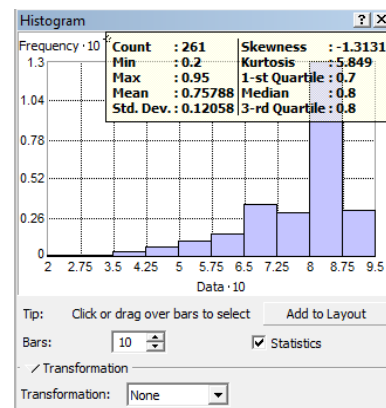 Histogram ? X
Frequency · 10
Count : 261 Skewness : -1.3131
Min : 0.2 Kurtosis : 5.849
Max : 0.95 1-st Quartile : 0.7
Mean : 0.75788 Median : 0.8
Std. Dev. : 0.12058 3-rd Quartile : 0.8
1.3
1.04
0.78
0.52
0.26
0
2 2.75 3.5 4.25 5 5.75 6.5 7.25 8 8.75 9.5
Data · 10
Tip: Click or drag over bars to select Add to Layout
Bars: 10 Statistics
Transformation
Transformation: None